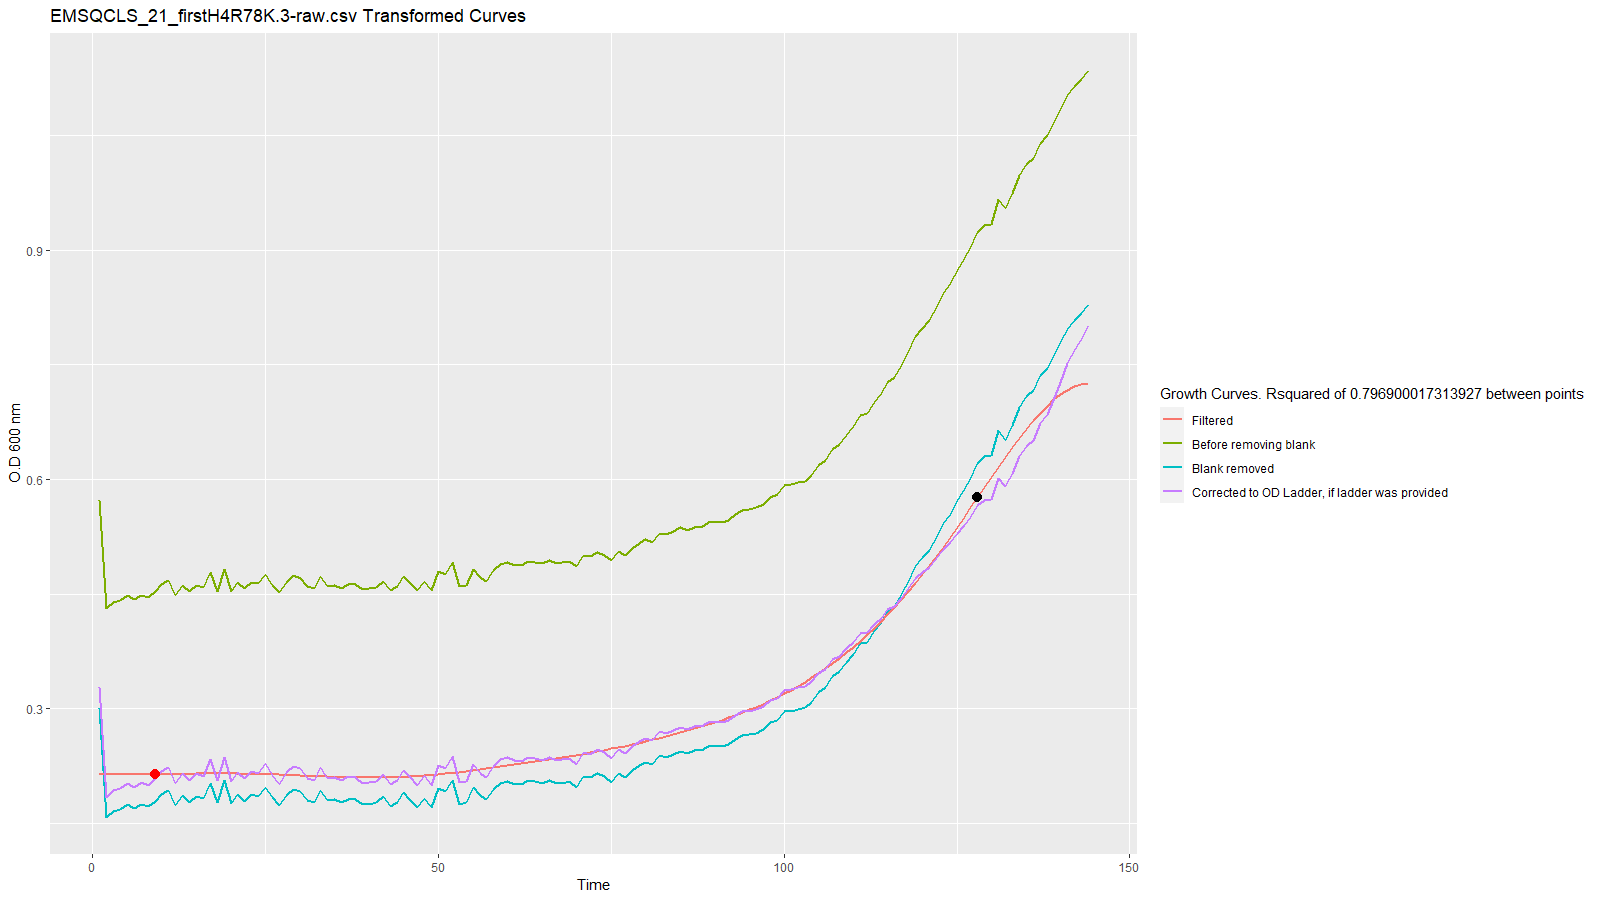 EMSQCLS_21_firstH4R78K.3-raw.csv Transformed Curves
O.D 600 nm
0.9
0.6
0.3
0
50
100
150
Time
Growth Curves. Rsquared of 0.796900017313927 between points
Filtered
Before removing blank
Blank removed
Corrected to OD Ladder, if ladder was provided